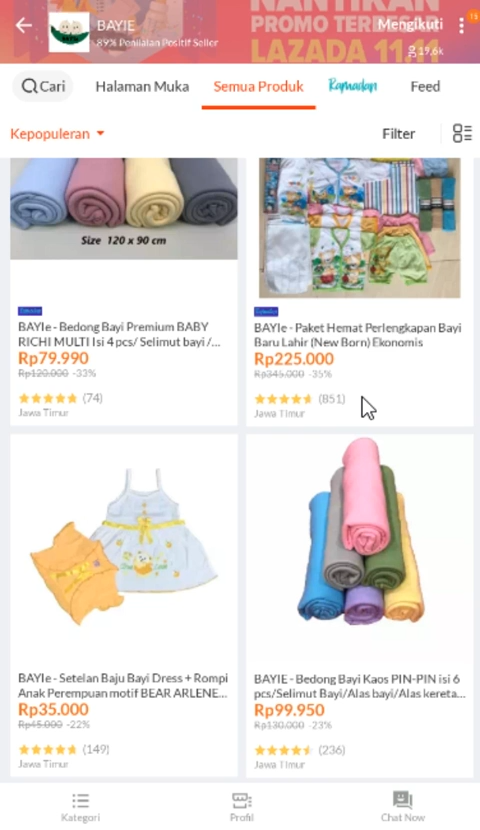 NANTIKAN
PROMO TER
LAZADA 11.11
BAYIE
89% Penilaian Positif Seller
Mengikuti
19.6k
Cari
Halaman Muka
Semua Produk
Ramadan
Feed
Kepopuleran
Filter
Size 120 x 90 cm
BAYIe - Bedong Bayi Premium BABY
RICHI MULTI Isi 4 pcs/ Selimut bayi /...
Rp79.990
Rp120.000 -33%
(74)
Jawa Timur
BAYIe - Paket Hemat Perlengkapan Bayi
Baru Lahir (New Born) Ekonomis
Rp225.000
Rp345.000 -35%
(851)
Jawa Timur
BAYIe - Setelan Baju Bayi Dress + Rompi
Anak Perempuan motif BEAR ARLENE...
Rp35.000
Rp45.000 -22%
(149)
Jawa Timur
BAYIE - Bedong Bayi Kaos PIN-PIN isi 6
pcs/Selimut Bayi/Alas bayi/Alas kereta...
Rp99.950
Rp130.000 -23%
(236)
Jawa Timur
Kategori
Profil
Chat Now